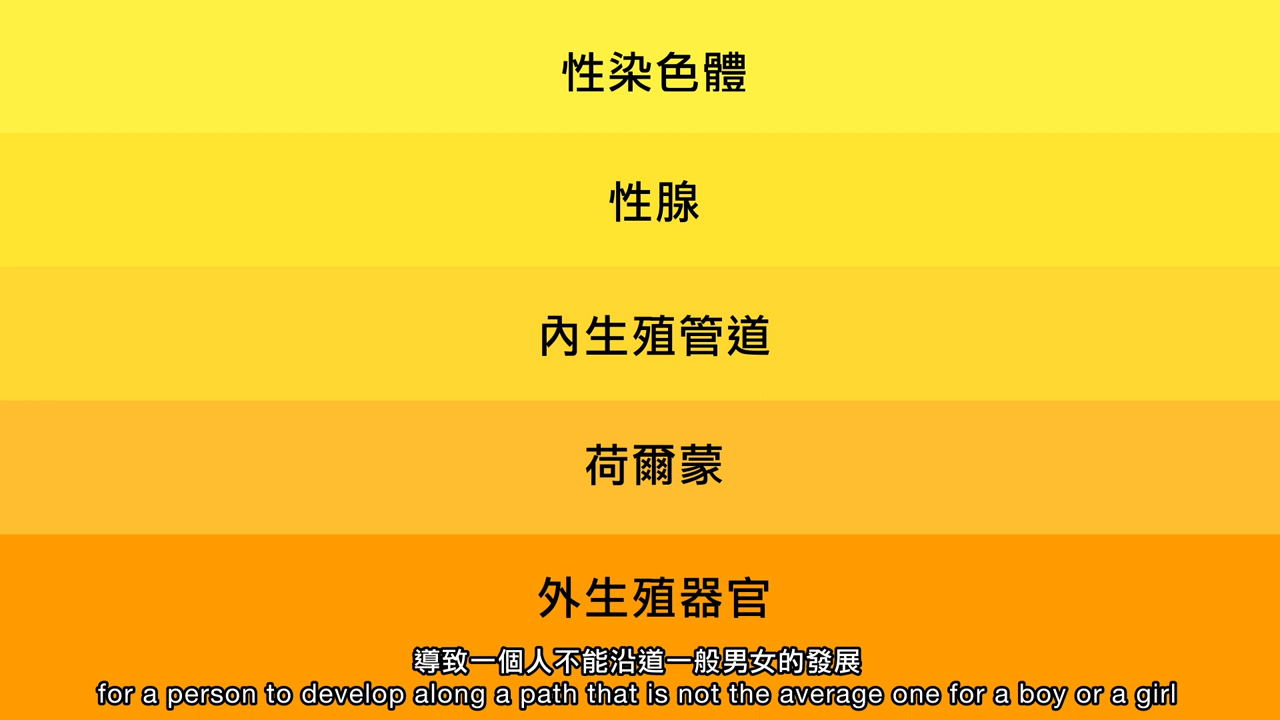 性染色體
性腺
內生殖管道
荷爾蒙
外生殖器官
導致一個人不能沿道一般男女的發展
for a person to develop along a path that is not the average one for a boy or a girl